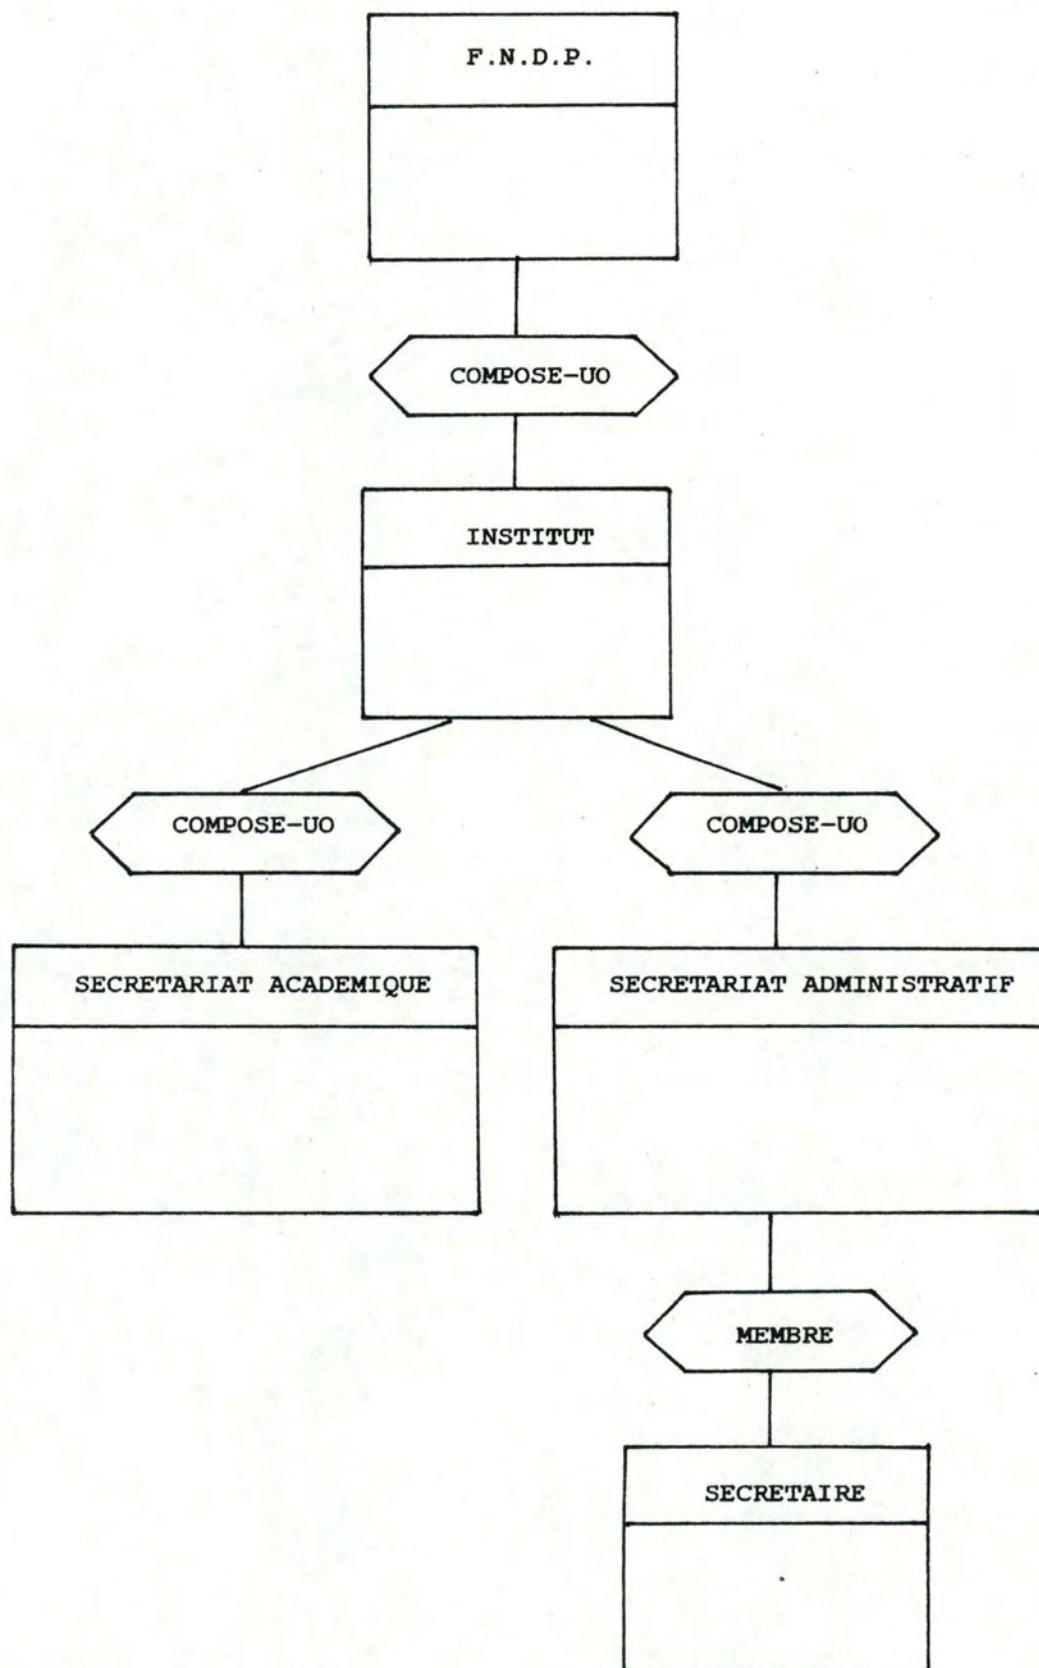 F.N.D.P.
COMPOSE-UO
INSTITUT
COMPOSE-UO
COMPOSE-UO
SECRETARIAT ACADEMIQUE
SECRETARIAT ADMINISTRATIF
MEMBRE
SECRETAIRE